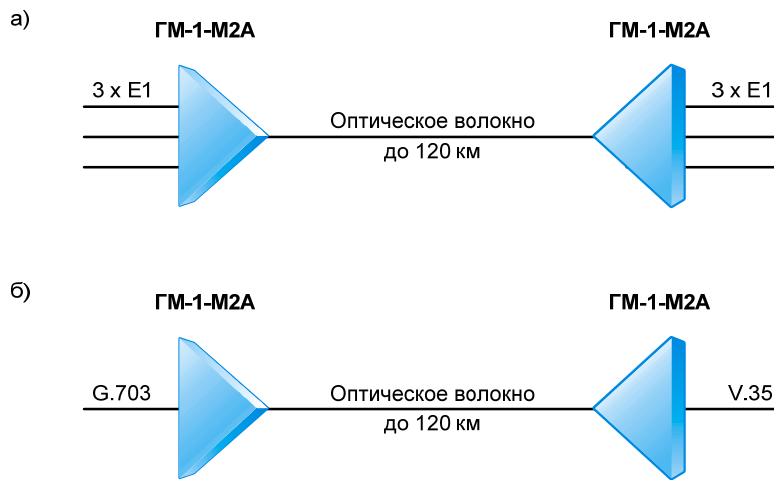 а)
ГМ-1-М2А
ГМ-1-М2А
3 x E1
3 x E1
Оптическое волокно
до 120 км
б)
ГМ-1-М2А
ГМ-1-М2А
G.703
V.35
Оптическое волокно
до 120 км